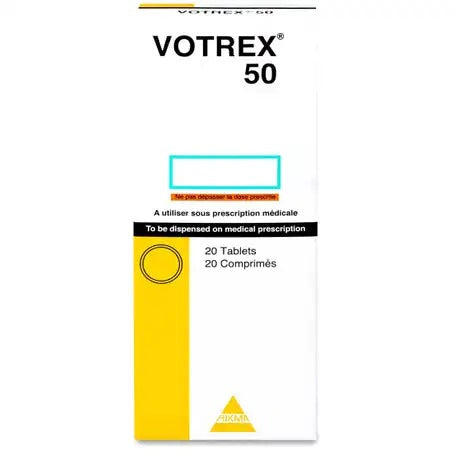 VOTREX® 50
VOTREX®
50
Ne pas dépasser la dose prescrite
A utiliser sous prescription médicale
To be dispensed on medical prescription
20 Tablets
20 Comprimés
HIKMA